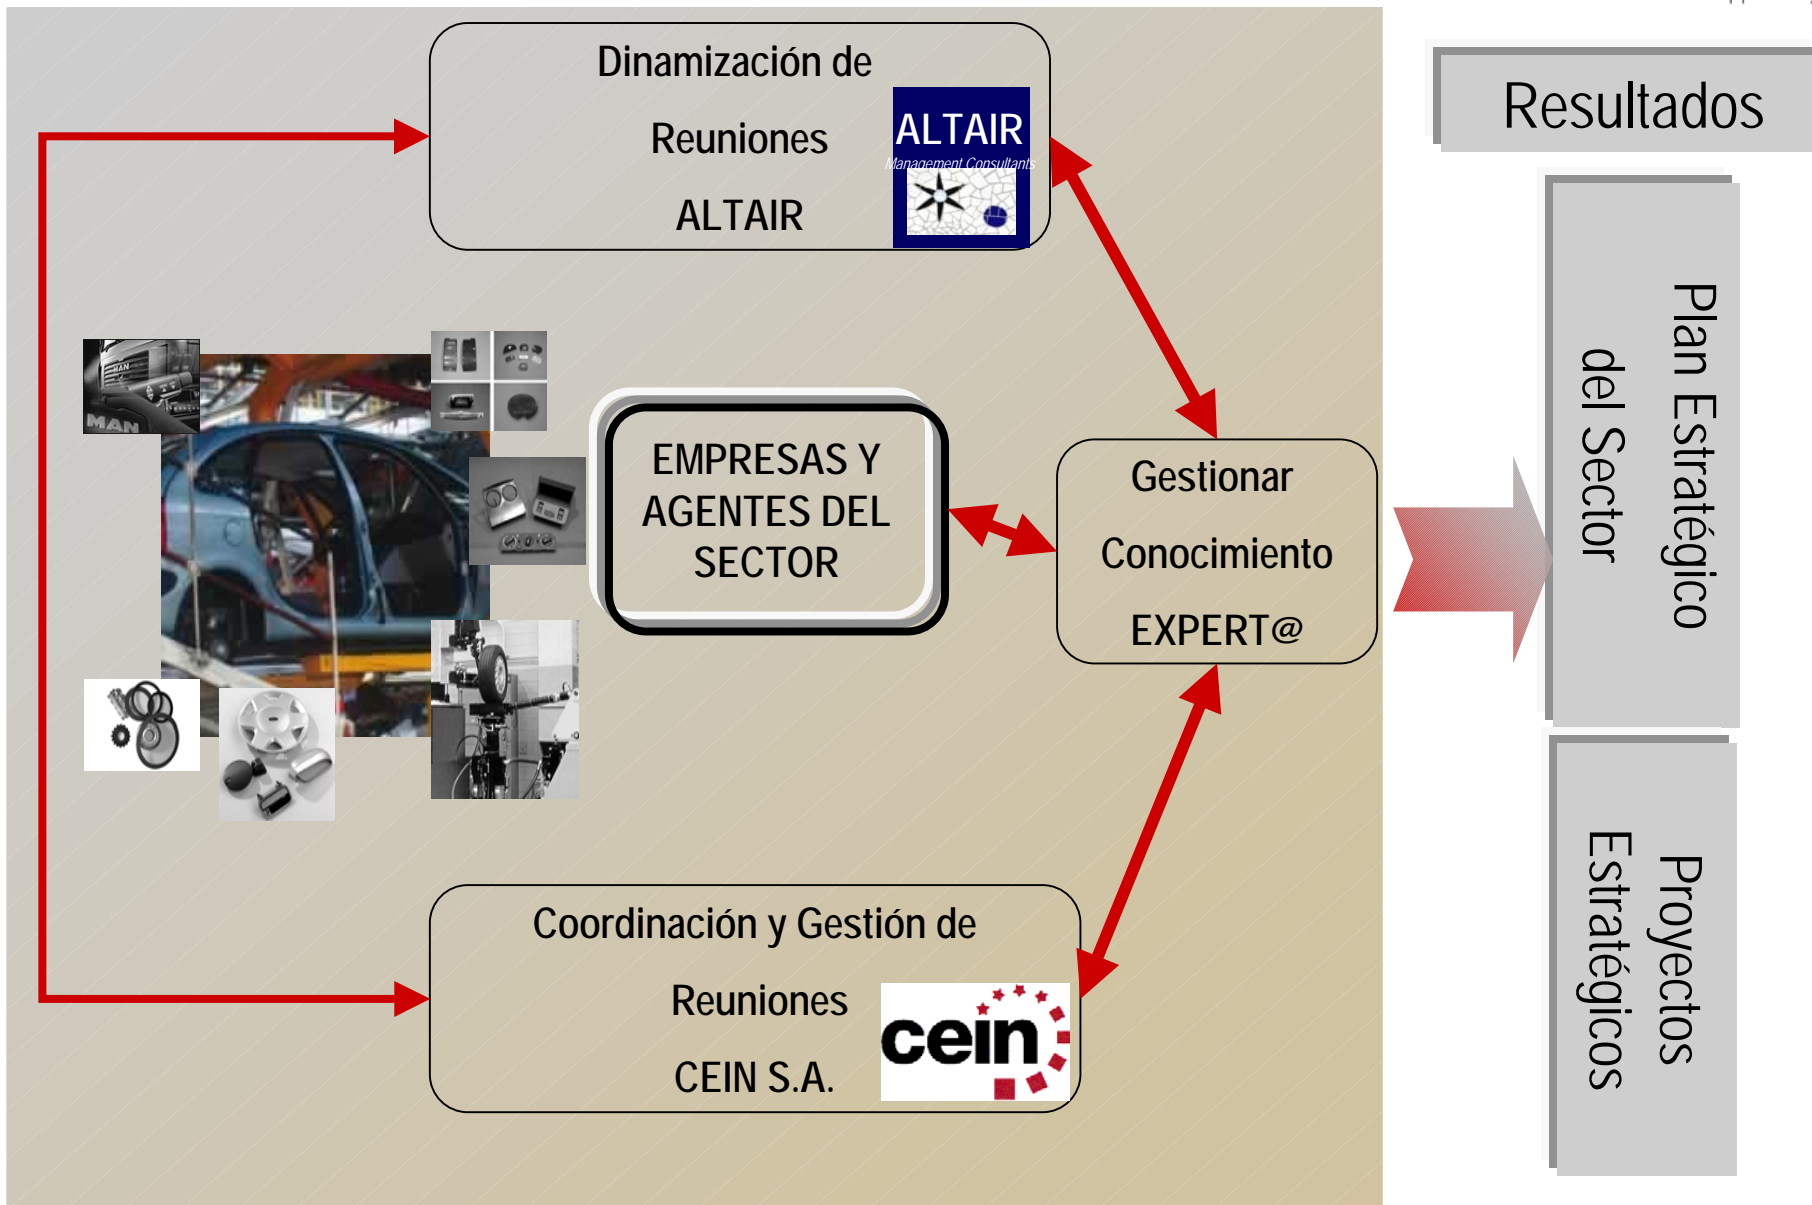 Dinamización de
Reuniones
ALTAIR
ALTAIR
Management Consultants
MAN
MAN
EMPRESAS Y
AGENTES DEL
SECTOR
Gestionar
Conocimiento
EXPERT@
Coordinación y Gestión de
Reuniones
CEIN S.A.
cein
Resultados
Plan Estratégico
del Sector
Proyectos
Estratégicos